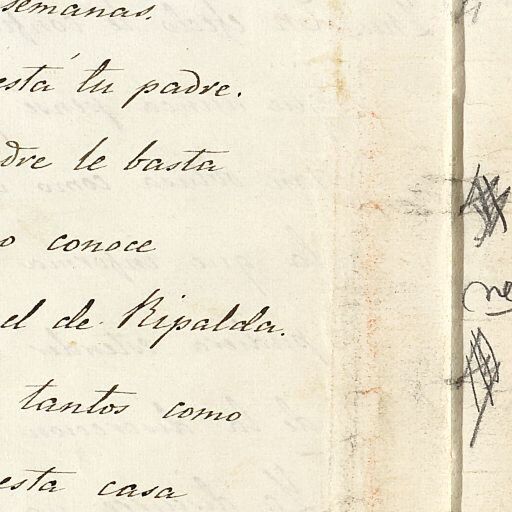 semanas.
está tu padre.
dre le basta
o conoce
el de Ripalda.
tantos como
esta casa